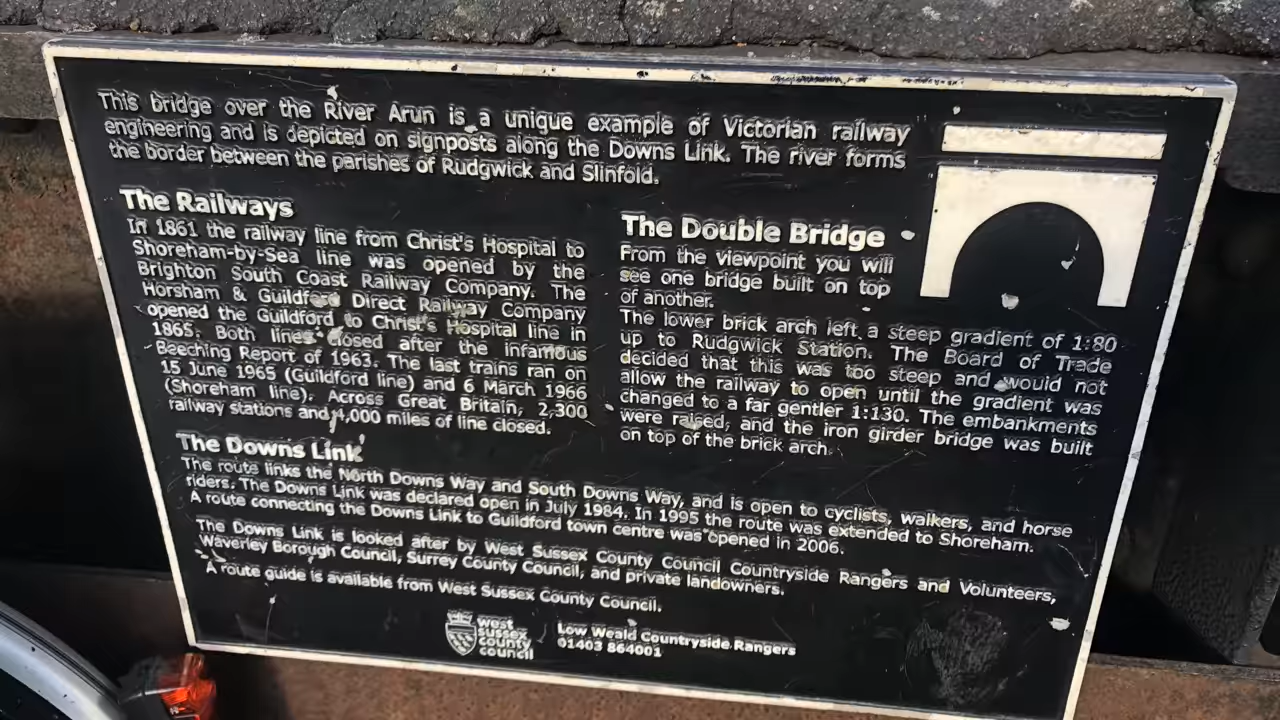 This bridge over the River Arun is a unique example of Victorian railway
engineering and is depicted on signposts along the Downs Link. The river forms
the border between the parishes of Rudgwick and Slinfold.
The Railways
In 1861 the railway line from Christ's Hospital to
Shoreham-by-Sea line was opened by the
Brighton South Coast Railway Company. The
Horsham & Guildford Direct Railway Company
opened the Guildford to Christ's Hospital line in
1865. Both lines closed after the infamous
Beeching Report of 1963. The last trains ran on
15 June 1965 (Guildford line) and 6 March 1966
(Shoreham line). Across Great Britain, 2,300
railway stations and 4,000 miles of line closed.
The Double Bridge
From the viewpoint you will
see one bridge built on top
of another.
The lower brick arch left a steep gradient of 1:80
up to Rudgwick Station. The Board of Trade
decided that this was too steep and would not
allow the railway to open until the gradient was
changed to a far gentler 1:130. The embankments
were raised, and the iron girder bridge was built
on top of the brick arch.
The Downs Link
The route links the North Downs Way and South Downs Way, and is open to cyclists, walkers, and horse
riders. The Downs Link was declared open in July 1984. In 1995 the route was extended to Shoreham.
A route connecting the Downs Link to Guildford town centre was opened in 2006.
The Downs Link is looked after by West Sussex County Council Countryside Rangers and Volunteers,
Waverley Borough Council, Surrey County Council, and private landowners.
A route guide is available from West Sussex County Council.
west
sussex
county
council
Low Weald Countryside Rangers
01403 864001